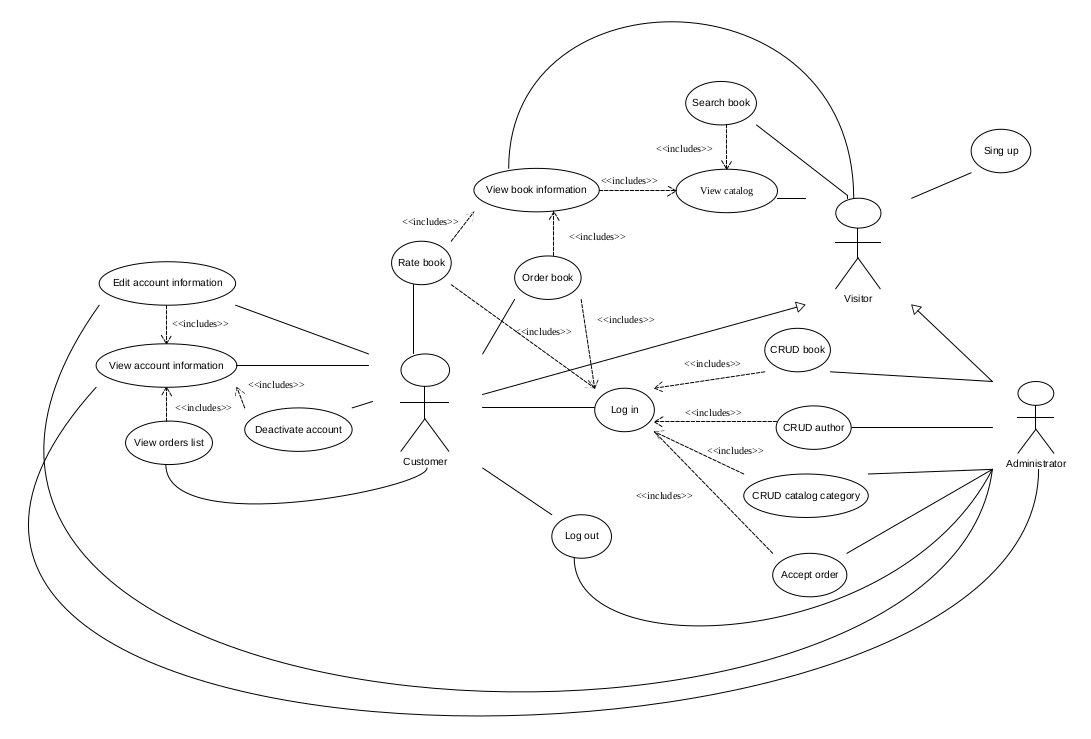 Search book
<<includes>>
Sing up
View book information
<<includes>>
View catalog
<<includes>>
<<includes>>
Rate book
Order book
Visitor
Edit account information
<<includes>>
<<includes>>
<<includes>>
View account information
CRUD book
<<includes>>
<<includes>>
<<includes>>
Log in
<<includes>>
CRUD author
Deactivate account
View orders list
Customer
<<includes>>
Administrator
CRUD catalog category
<<includes>>
Log out
Accept order